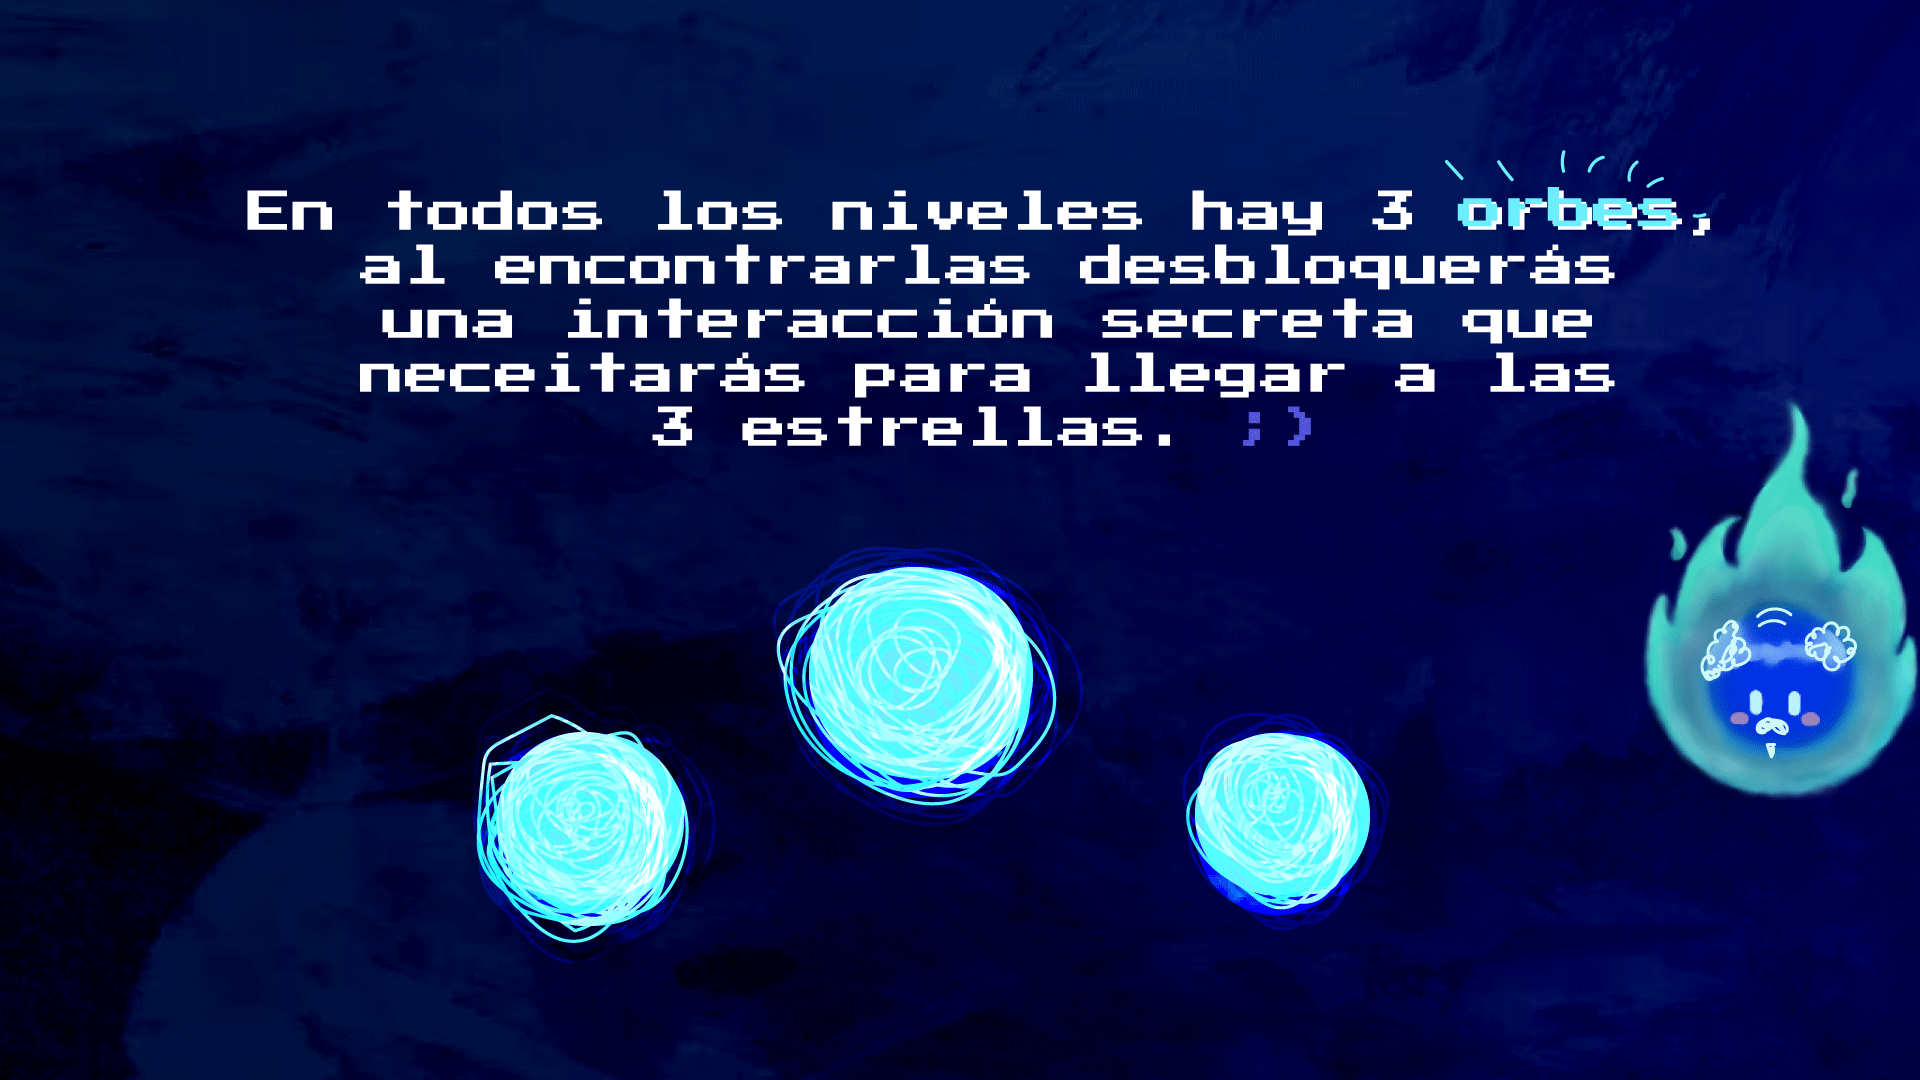 En todos los niveles hay 3 orbes,
al encontrarlas desbloquerás
una interacción secreta que
neceitarás para llegar a las
3 estrellas. ;)